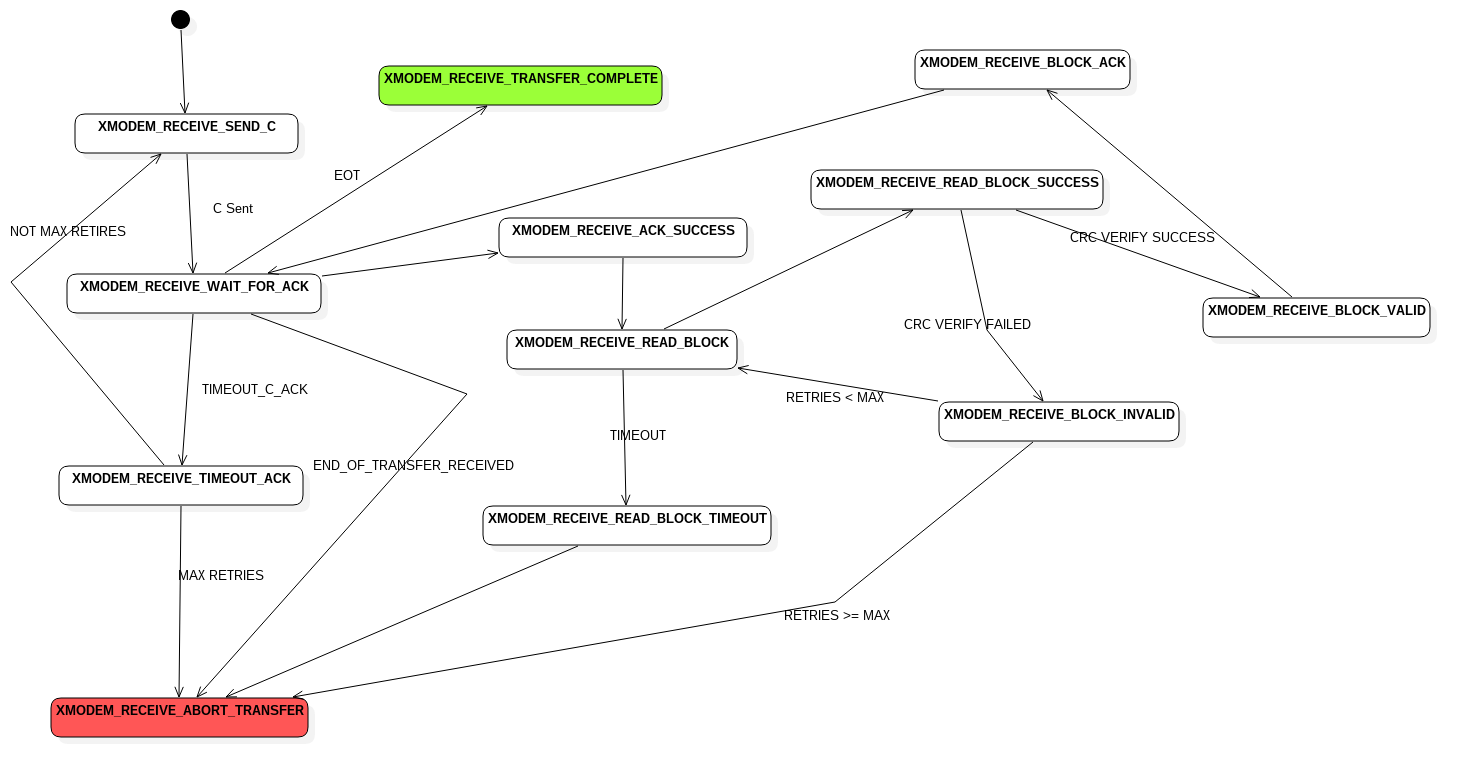 XMODEM_RECEIVE_BLOCK_ACK
XMODEM_RECEIVE_TRANSFER_COMPLETE
XMODEM_RECEIVE_SEND_C
EOT
XMODEM_RECEIVE_READ_BLOCK_SUCCESS
C Sent
NOT MAX RETIRES
XMODEM_RECEIVE_ACK_SUCCESS
CRC VERIFY SUCCESS
XMODEM_RECEIVE_WAIT_FOR_ACK
XMODEM_RECEIVE_BLOCK_VALID
CRC VERIFY FAILED
XMODEM_RECEIVE_READ_BLOCK
TIMEOUT_C_ACK
RETRIES < MAX
XMODEM_RECEIVE_BLOCK_INVALID
TIMEOUT
END_OF_TRANSFER_RECEIVED
XMODEM_RECEIVE_TIMEOUT_ACK
XMODEM_RECEIVE_READ_BLOCK_TIMEOUT
MAX RETRIES
RETRIES >= MAX
XMODEM_RECEIVE_ABORT_TRANSFER